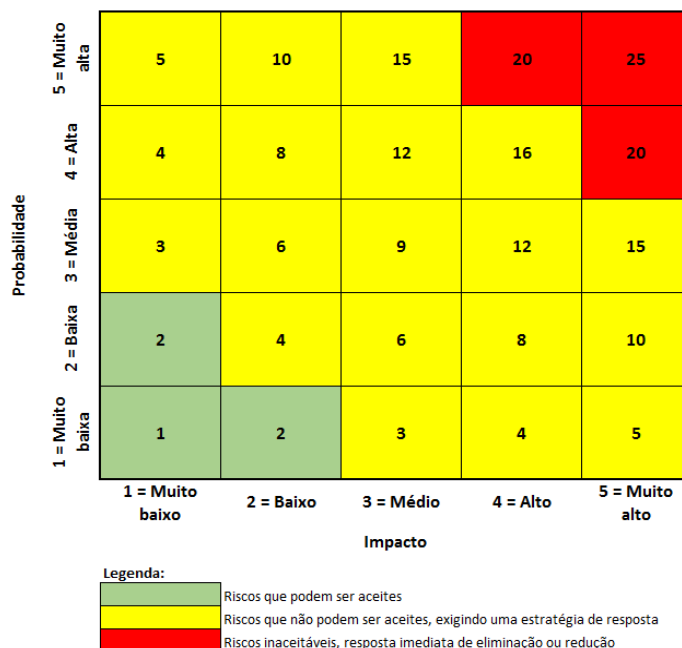 5 = Muito
alta
5 10 15 20 25
4 = Alta
4 8 12 16 20
Probabilidade
3 = Média
3 6 9 12 15
2 = Baixa
2 4 6 8 10
1 = Muito
baixa
1 2 3 4 5
1 = Muito
baixo
2 = Baixo
3 = Médio
4 = Alto
5 = Muito
alto
Impacto
Legenda:
Riscos que podem ser aceites
Riscos que não podem ser aceites, exigindo uma estratégia de resposta
Riscos inaceitáveis, resposta imediata de eliminação ou redução